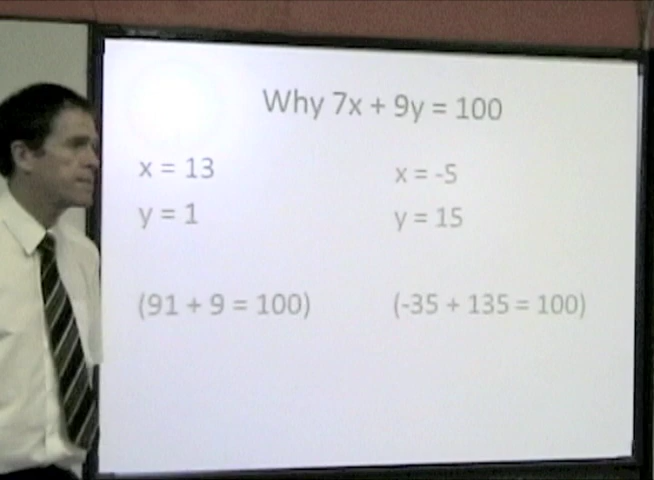 Why 7x + 9y = 100
x = 13
y = 1
(91 + 9 = 100)
x = -5
y = 15
(-35 + 135 = 100)